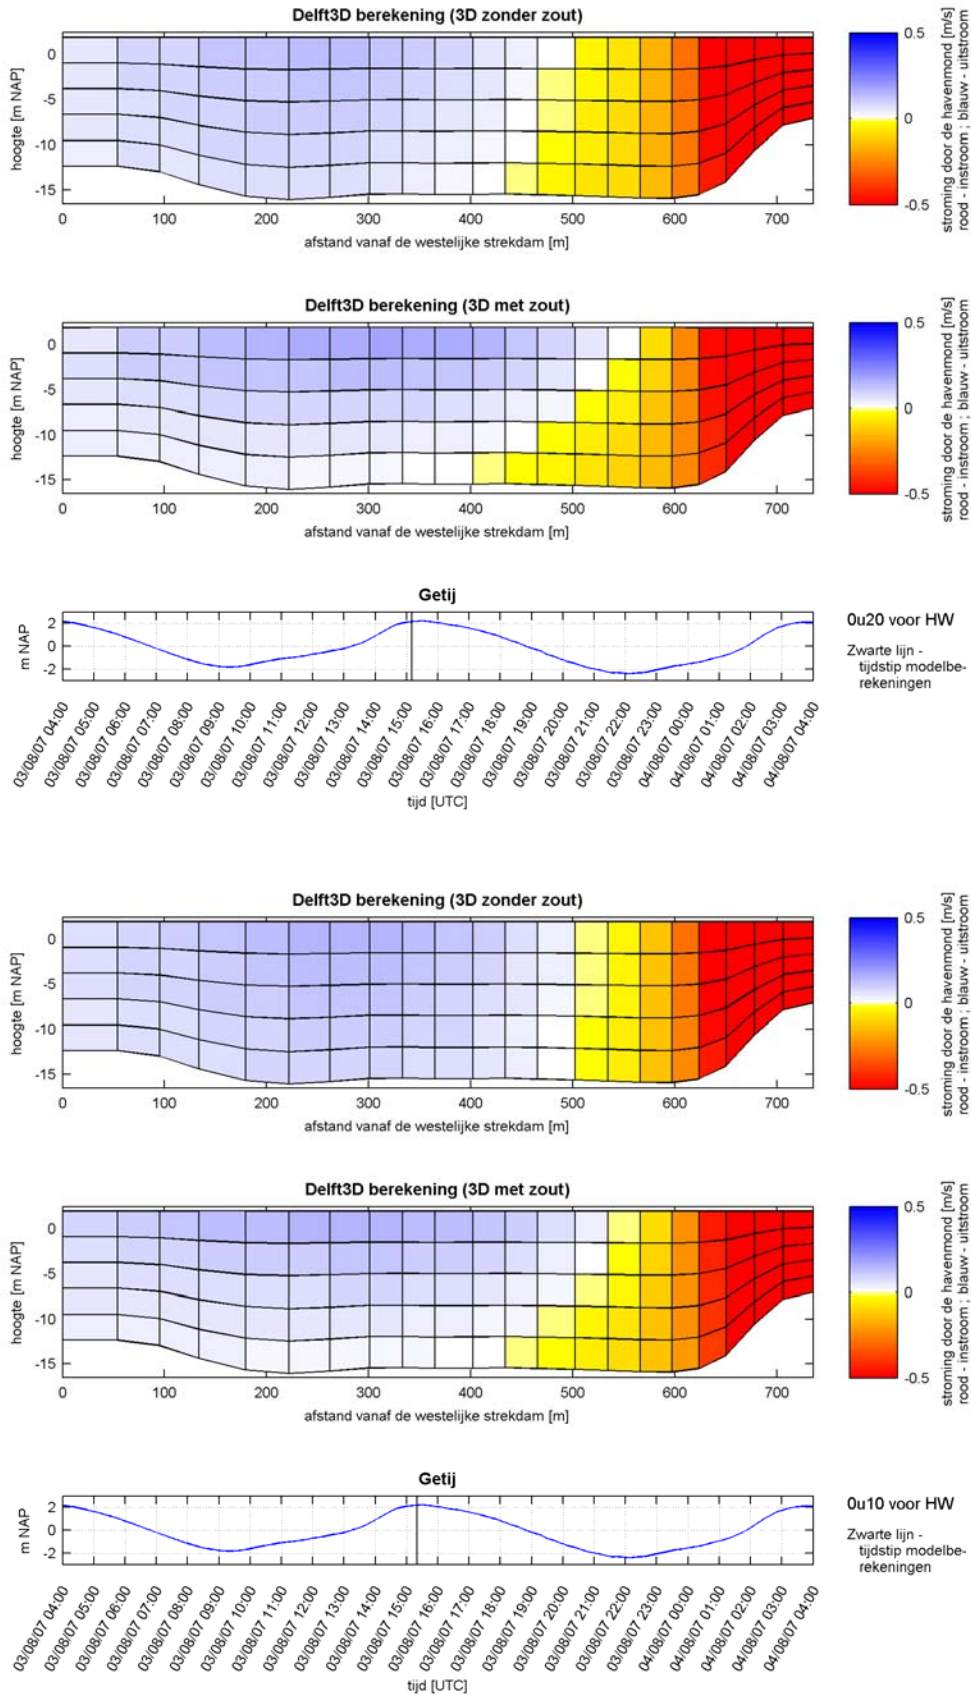 Delft3D berekening (3D zonder zout)
hoogte [m NAP]
0
-5
-10
-15
0 100 200 300 400 500 600 700
afstand vanaf de westelijke strekdam [m]
0.5
0
-0.5
stroming door de havenmond [m/s]
rood - instroom ; blauw - uitstroom
Delft3D berekening (3D met zout)
hoogte [m NAP]
0
-5
-10
-15
0 100 200 300 400 500 600 700
afstand vanaf de westelijke strekdam [m]
0.5
0
-0.5
stroming door de havenmond [m/s]
rood - instroom ; blauw - uitstroom
Getij
m NAP
2
0
-2
03/08/07 04:00
03/08/07 05:00
03/08/07 06:00
03/08/07 07:00
03/08/07 08:00
03/08/07 09:00
03/08/07 10:00
03/08/07 11:00
03/08/07 12:00
03/08/07 13:00
03/08/07 14:00
03/08/07 15:00
03/08/07 16:00
03/08/07 17:00
03/08/07 18:00
03/08/07 19:00
03/08/07 20:00
03/08/07 21:00
03/08/07 22:00
03/08/07 23:00
04/08/07 00:00
04/08/07 01:00
04/08/07 02:00
04/08/07 03:00
04/08/07 04:00
tijd [UTC]
0u20 voor HW
Zwarte lijn -
tijdstip modelbe-
rekeningen
Delft3D berekening (3D zonder zout)
hoogte [m NAP]
0
-5
-10
-15
0 100 200 300 400 500 600 700
afstand vanaf de westelijke strekdam [m]
0.5
0
-0.5
stroming door de havenmond [m/s]
rood - instroom ; blauw - uitstroom
Delft3D berekening (3D met zout)
hoogte [m NAP]
0
-5
-10
-15
0 100 200 300 400 500 600 700
afstand vanaf de westelijke strekdam [m]
0.5
0
-0.5
stroming door de havenmond [m/s]
rood - instroom ; blauw - uitstroom
Getij
m NAP
2
0
-2
03/08/07 04:00
03/08/07 05:00
03/08/07 06:00
03/08/07 07:00
03/08/07 08:00
03/08/07 09:00
03/08/07 10:00
03/08/07 11:00
03/08/07 12:00
03/08/07 13:00
03/08/07 14:00
03/08/07 15:00
03/08/07 16:00
03/08/07 17:00
03/08/07 18:00
03/08/07 19:00
03/08/07 20:00
03/08/07 21:00
03/08/07 22:00
03/08/07 23:00
04/08/07 00:00
04/08/07 01:00
04/08/07 02:00
04/08/07 03:00
04/08/07 04:00
tijd [UTC]
0u10 voor HW
Zwarte lijn -
tijdstip modelbe-
rekeningen